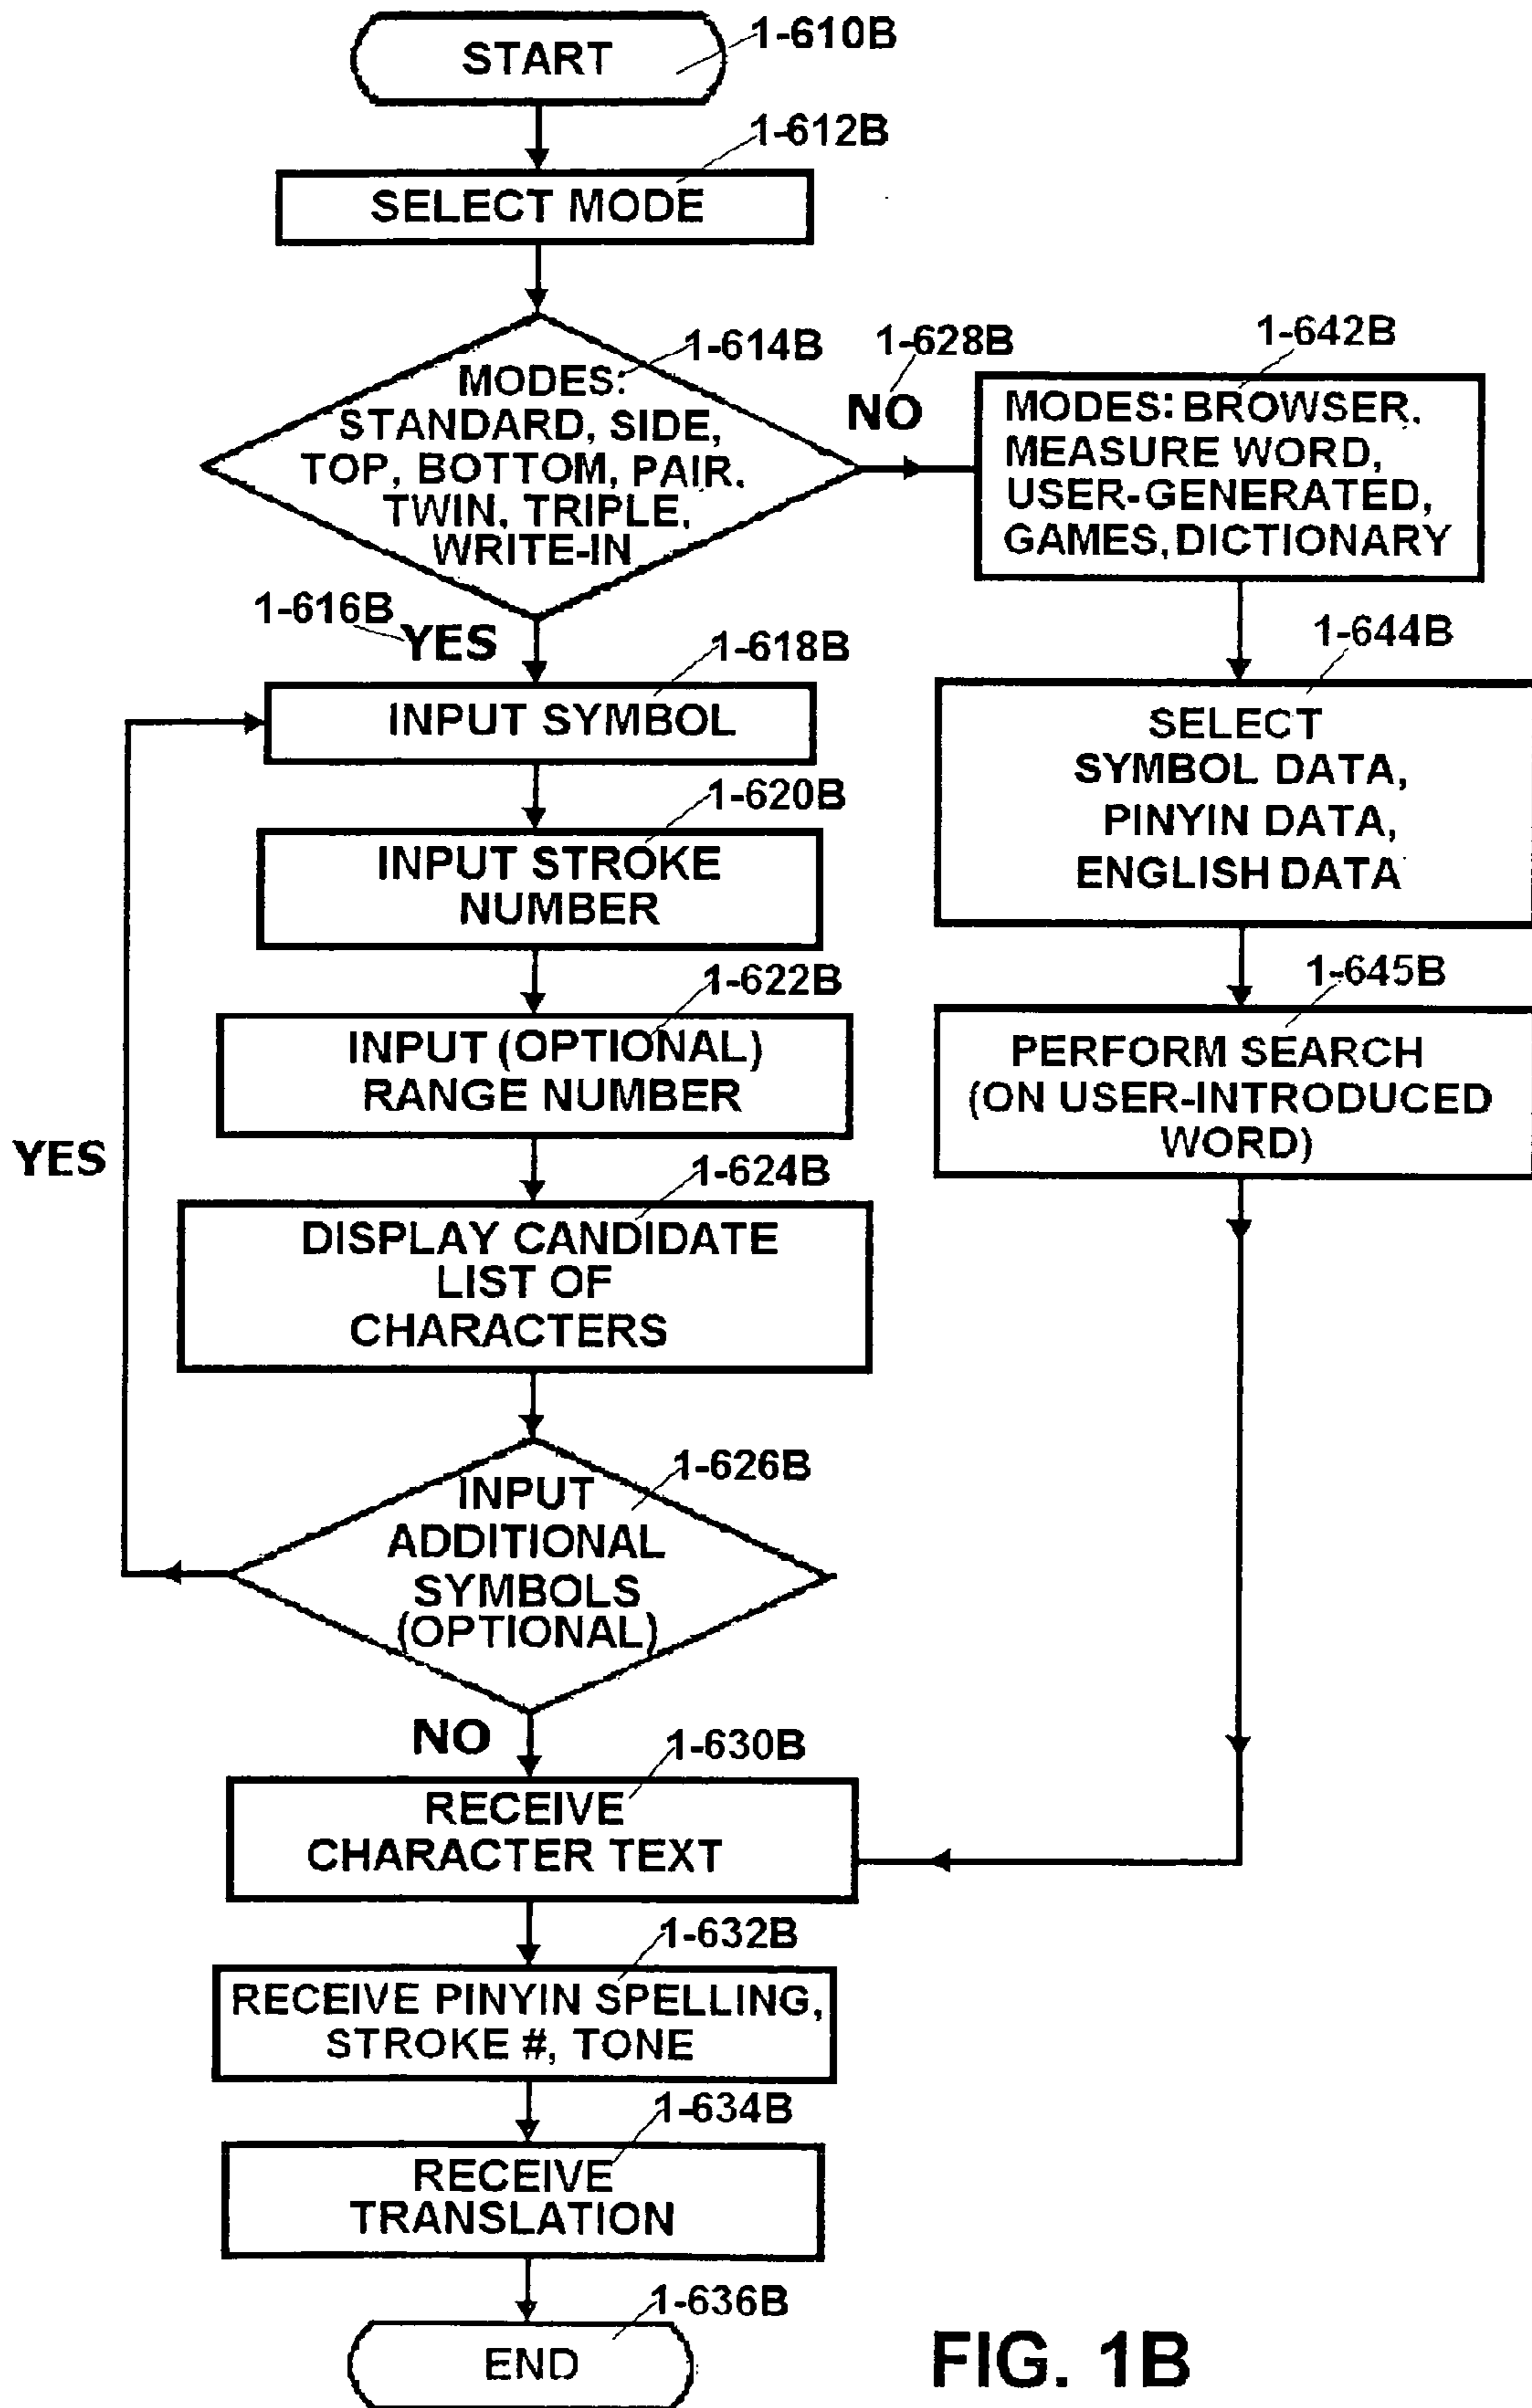 START
1-610B
1-612B
SELECT MODE
1-614B
MODES:
STANDARD, SIDE,
TOP, BOTTOM, PAIR.
TWIN, TRIPLE,
WRITE-IN
1-628B
NO
1-642B
MODES: BROWSER.
MEASURE WORD,
USER-GENERATED,
GAMES, DICTIONARY
1-616B
YES
1-618B
INPUT SYMBOL
1-644B
SELECT
SYMBOL DATA,
PINYIN DATA,
ENGLISH DATA
1-620B
INPUT STROKE
NUMBER
1-622B
INPUT (OPTIONAL)
RANGE NUMBER
1-645B
PERFORM SEARCH
(ON USER-INTRODUCED
WORD)
YES
1-624B
DISPLAY CANDIDATE
LIST OF
CHARACTERS
1-626B
INPUT
ADDITIONAL
SYMBOLS
(OPTIONAL)
NO
1-630B
RECEIVE
CHARACTER TEXT
1-632B
RECEIVE PINYIN SPELLING,
STROKE #, TONE
1-634B
RECEIVE
TRANSLATION
1-636B
END
FIG. 1B